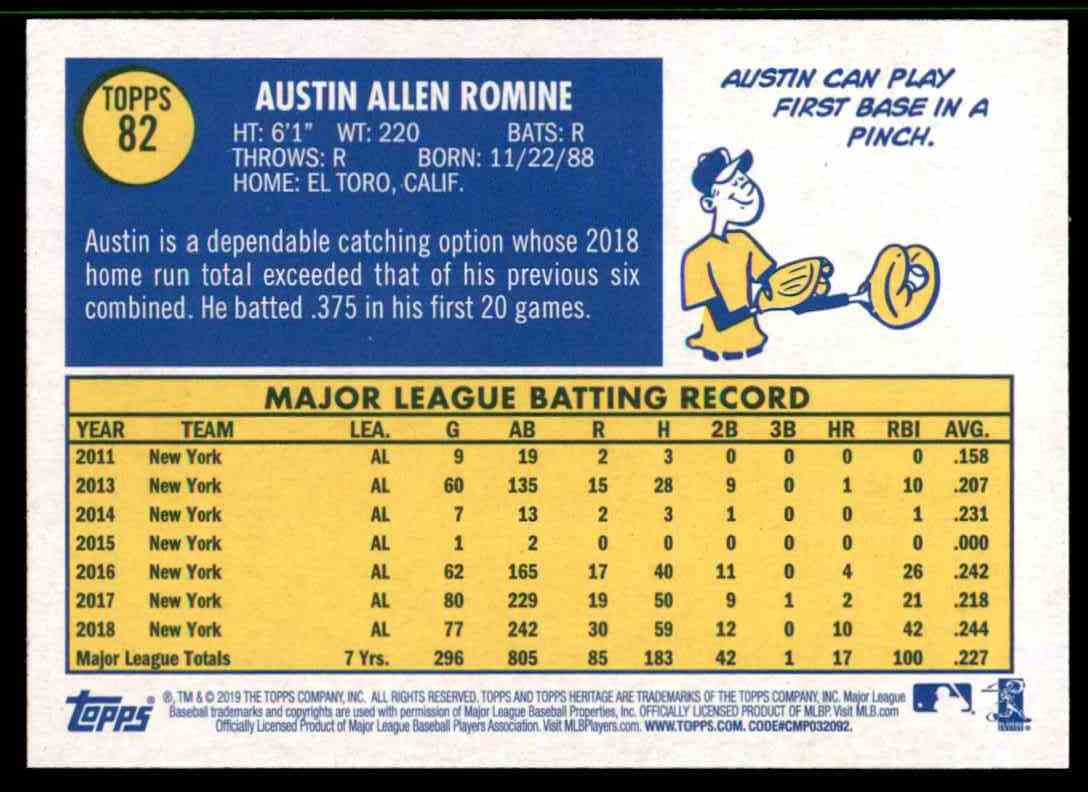 TOPPS
82
AUSTIN ALLEN ROMINE
HT: 6'1" WT: 220 BATS: R
THROWS: R BORN: 11/22/88
HOME: EL TORO, CALIF.
Austin is a dependable catching option whose 2018
home run total exceeded that of his previous six
combined. He batted .375 in his first 20 games.
AUSTIN CAN PLAY
FIRST BASE IN A
PINCH.
MAJOR LEAGUE BATTING RECORD
YEAR TEAM LEA. G AB R H 2B 3B HR RBI AVG.
2011 New York AL 9 19 2 3 0 0 0 0 .158
2013 New York AL 60 135 15 28 9 0 1 10 .207
2014 New York AL 7 13 2 3 1 0 0 1 .231
2015 New York AL 1 2 0 0 0 0 0 0 .000
2016 New York AL 62 165 17 40 11 0 4 26 .242
2017 New York AL 80 229 19 50 9 1 2 21 .218
2018 New York AL 77 242 30 59 12 0 10 42 .244
Major League Totals 7 Yrs. 296 805 85 183 42 1 17 100 .227
TOPPS ® ®, TM & © 2019 THE TOPPS COMPANY, INC. ALL RIGHTS RESERVED. TOPPS AND TOPPS HERITAGE ARE TRADEMARKS OF THE TOPPS COMPANY, INC. Major League
Baseball trademarks and copyrights are used with permission of Major League Baseball Properties, Inc. OFFICIALLY LICENSED PRODUCT OF MLBP. Visit MLB.com
Officially Licensed Product of Major League Baseball Players Association. Visit MLBPlayers.com. WWW.TOPPS.COM. CODE#CMP032092.